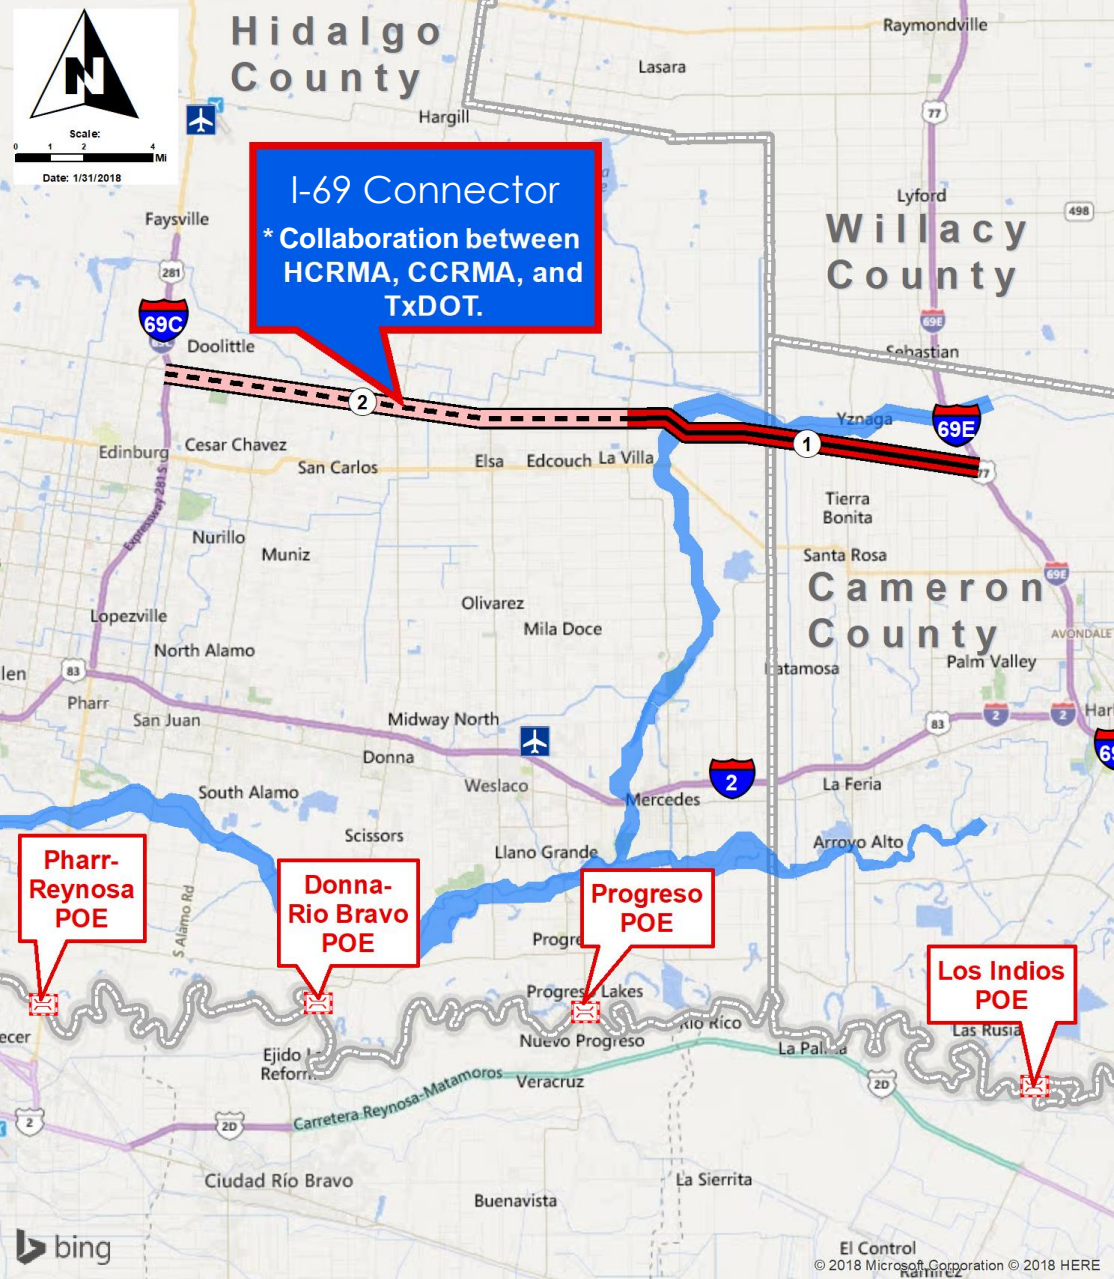 Hidalgo
County
Raymondville
Lasara
Hargill
77
N
Scale:
0 1 2 4
Mi
Date: 1/31/2018
I-69 Connector
* Collaboration between
HCRMA, CCRMA, and
TxDOT.
Lyford
498
Willacy
County
Faysville
281
69C
69E
Doolittle
Sebastian
2
Yznaga
69E
1
77
Edinburg
Cesar Chavez
San Carlos
Elsa
Edcouch
La Villa
Expressway 281 S
Tierra
Bonita
Nurillo
Muniz
Santa Rosa
69E
Cameron
County
Olivarez
Mila Doce
Lopezville
North Alamo
AVONDALE
Palm Valley
83
Pharr
San Juan
Midway North
83
2
2
Donna
Weslaco
2
La Feria
Mercedes
South Alamo
Scissors
Llano Grande
Arroyo Alto
Pharr-
Reynosa
POE
Donna-
Rio Bravo
POE
Progreso
POE
S Alamo Rd
Los Indios
POE
Progreso Lakes
Rio Rico
Nuevo Progreso
Veracruz
Carretera Reynosa-Matamoros
2D
2
2D
Ciudad Río Bravo
La Sierrita
Buenavista
bing
El Control
© 2018 Microsoft Corporation © 2018 HERE